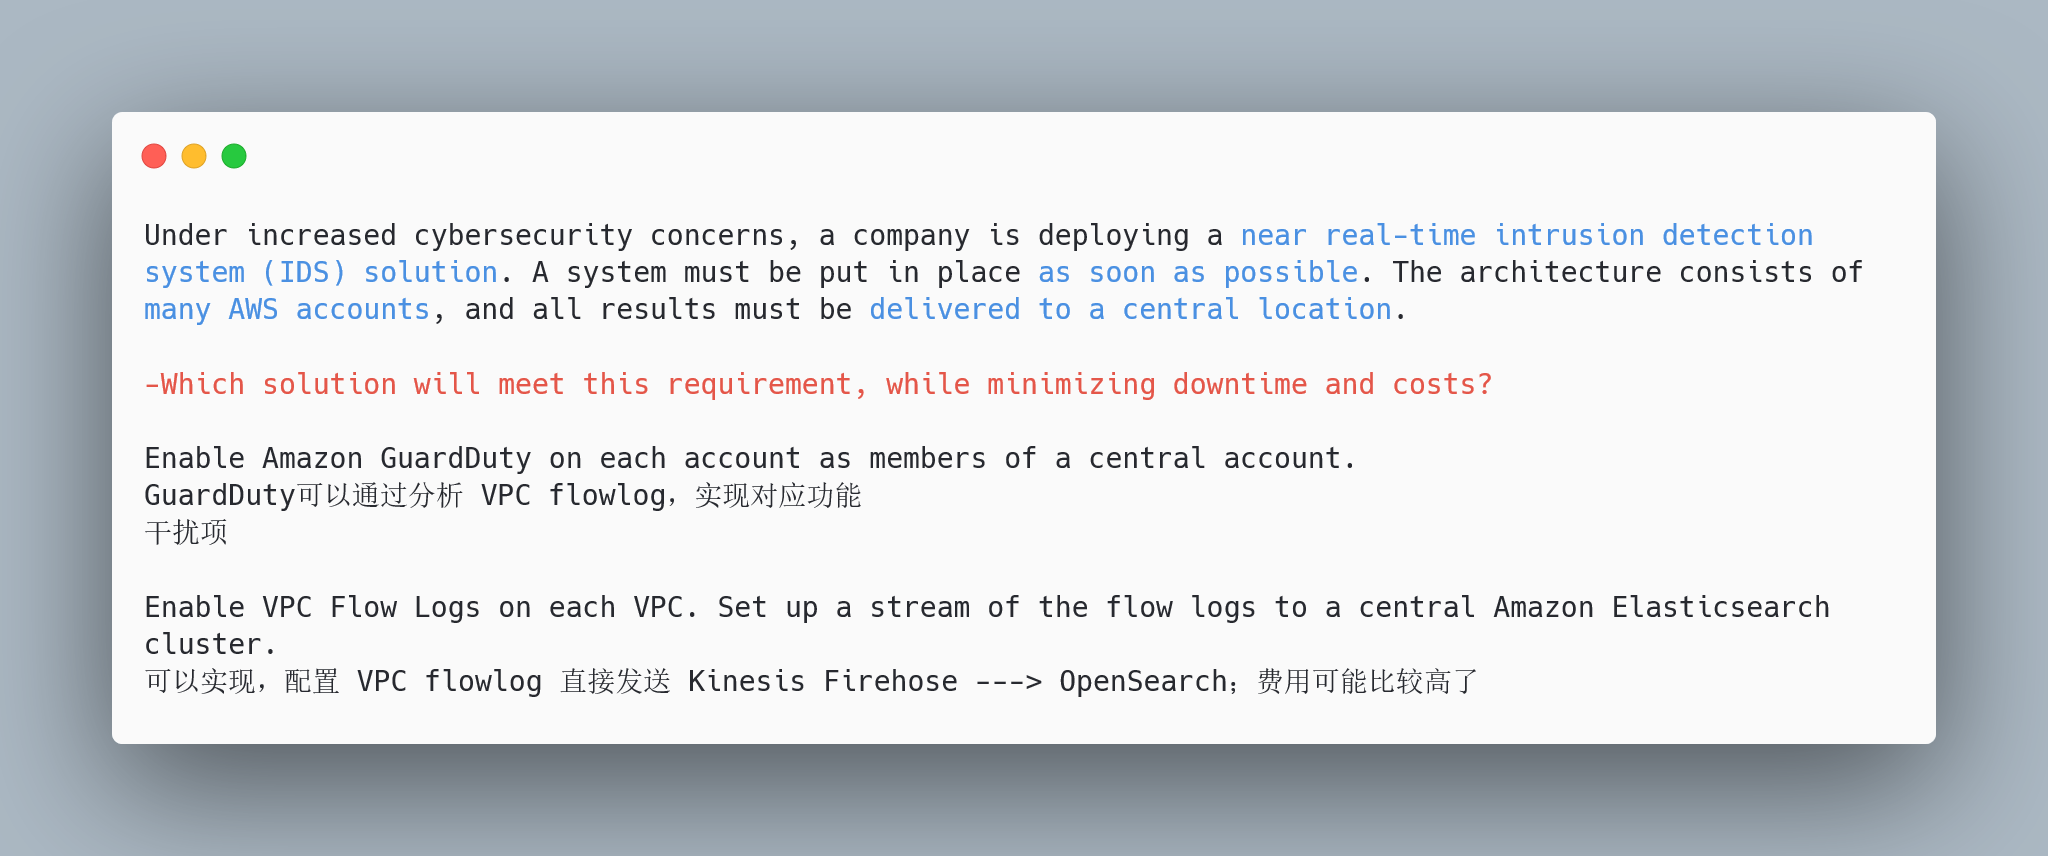 Under increased cybersecurity concerns, a company is deploying a near real-time intrusion detection
system (IDS) solution. A system must be put in place as soon as possible. The architecture consists of
many AWS accounts, and all results must be delivered to a central location.
-Which solution will meet this requirement, while minimizing downtime and costs?
Enable Amazon GuardDuty on each account as members of a central account.
GuardDuty可以通过分析 VPC flowlog，实现对应功能
干扰项
Enable VPC Flow Logs on each VPC. Set up a stream of the flow logs to a central Amazon Elasticsearch
cluster.
可以实现，配置 VPC flowlog 直接发送 Kinesis Firehose ---> OpenSearch；费用可能比较高了